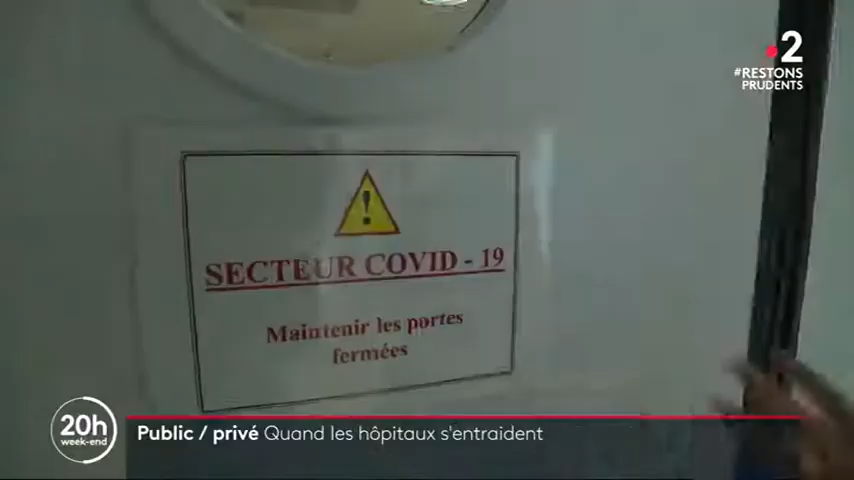 2
#RESTONS
PRUDENTS
SECTEUR COVID - 19
Maintenir les portes
fermées
20h
week-end
Public / privé Quand les hôpitaux s'entraident